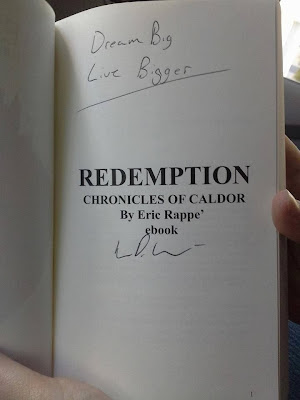 Dream Big
Live Bigger
REDEMPTION
CHRONICLES OF CALDOR
By Eric Rappe'
ebook
1